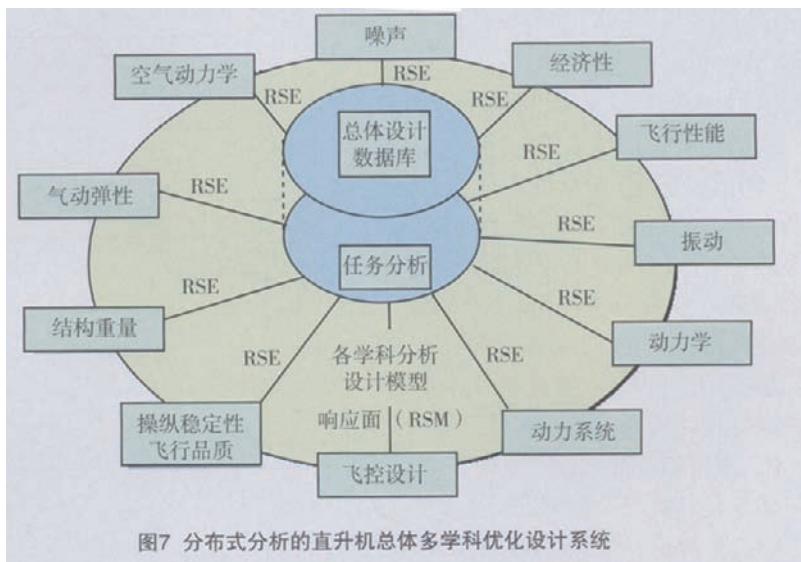 噪声
空气动力学
RSE
RSE
RSE
经济性
总体设计
数据库
RSE
飞行性能
气动弹性
RSE
RSE
振动
任务分析
RSE
RSE
结构重量
动力学
RSE
各学科分析
设计模型
RSE
操纵稳定性
飞行品质
响应面（RSM）
动力系统
飞控设计
图7 分布式分析的直升机总体多学科优化设计系统